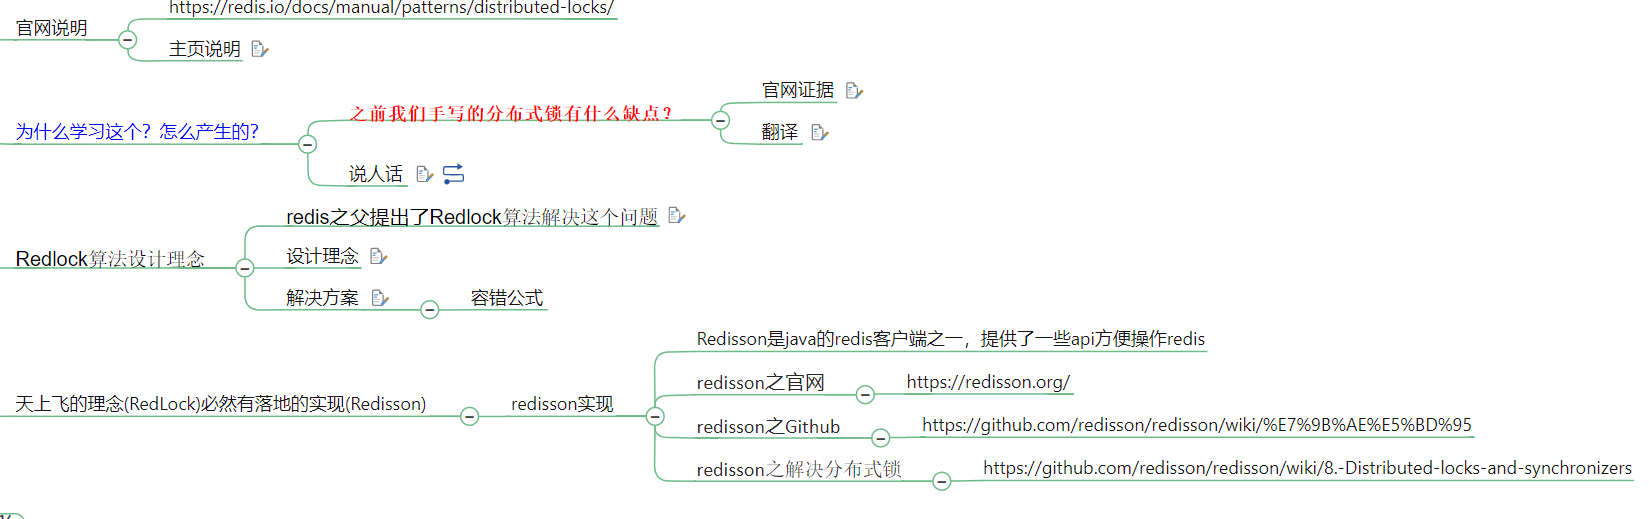 https://redis.io/docs/manual/patterns/distributed-locks/
官网说明
主页说明
官网证据
之前我们手写的分布式锁有什么缺点?
为什么学习这个?怎么产生的?
翻译
说人话
redis之父提出了Redlock算法解决这个问题
Redlock算法设计理念
设计理念
解决方案
容错公式
Redisson是java的redis客户端之一，提供了一些api方便操作redis
redisson之官网
https://redisson.org/
天上飞的理念(RedLock)必然有落地的实现(Redisson)
redisson实现
redisson之Github
https://github.com/redisson/redisson/wiki/%E7%9B%AE%E5%BD%95
redisson之解决分布式锁
https://github.com/redisson/redisson/wiki/8.-Distributed-locks-and-synchronizers